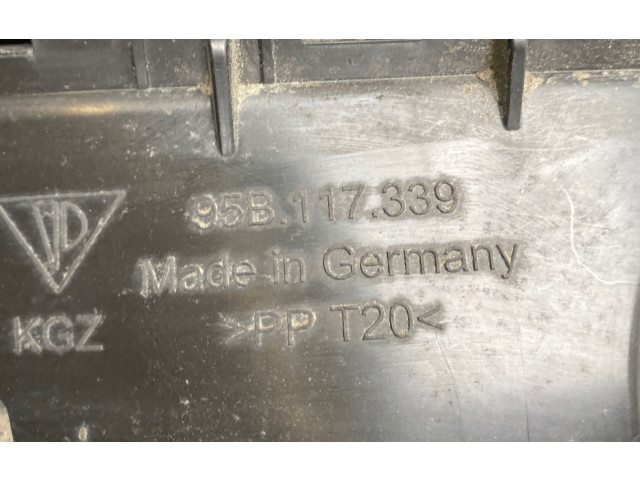 95B.117.339
Made in Germany
KGZ
>PP T20<